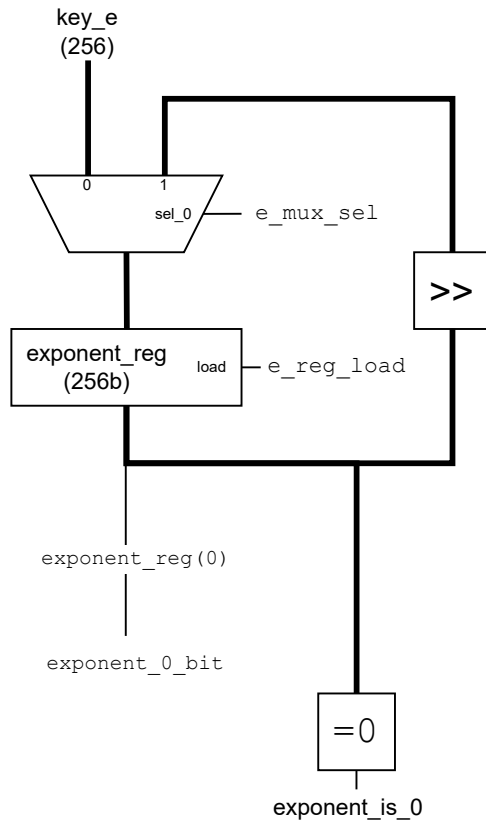 key_e
(256)
0
1
sel_0
e_mux_sel
>>
exponent_reg
(256b)
load
e_reg_load
exponent_reg(0)
exponent_0_bit
=0
exponent_is_0